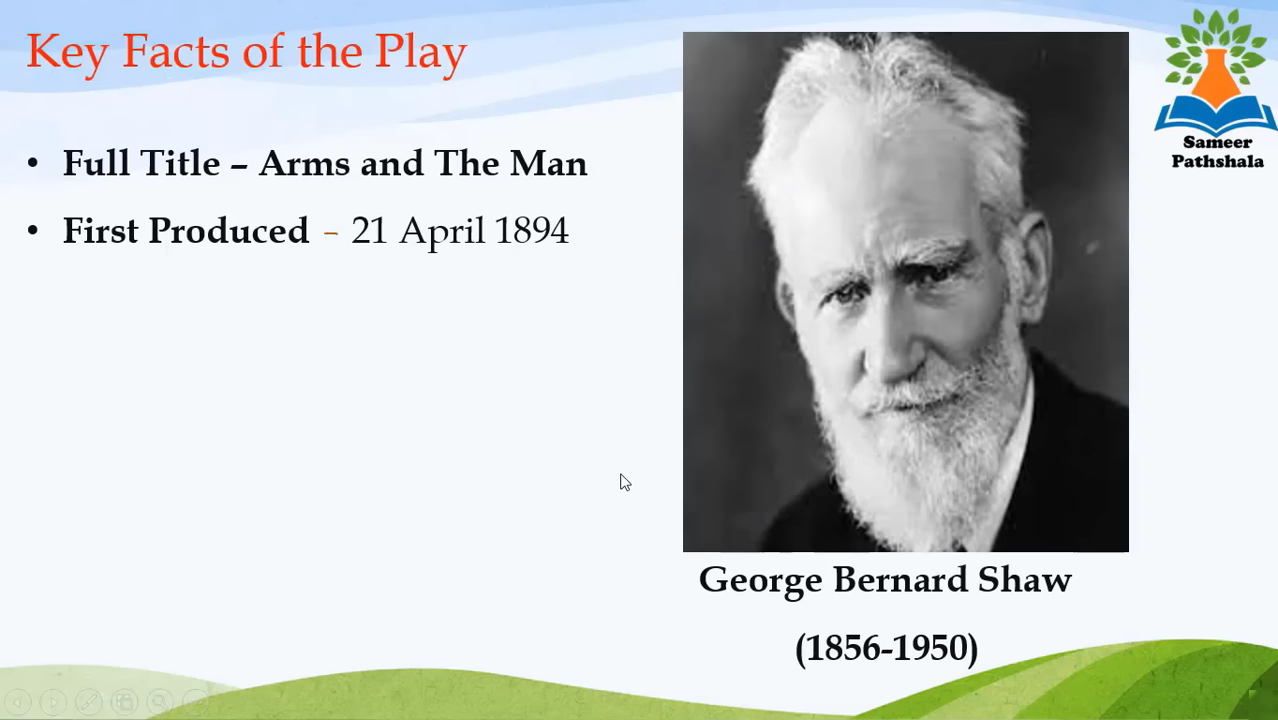 Key Facts of the Play
• Full Title – Arms and The Man
• First Produced – 21 April 1894
George Bernard Shaw
(1856-1950)
Sameer
Pathshala